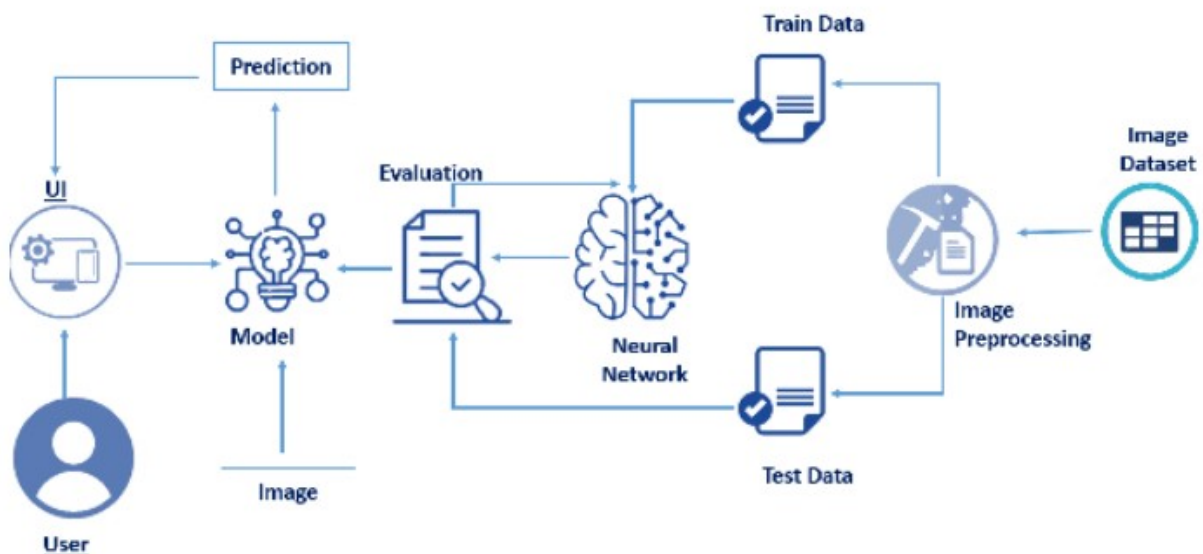 Train Data
Prediction
Image
Dataset
Evaluation
UI
Model
Image
Preprocessing
Neural
Network
Image
Test Data
User